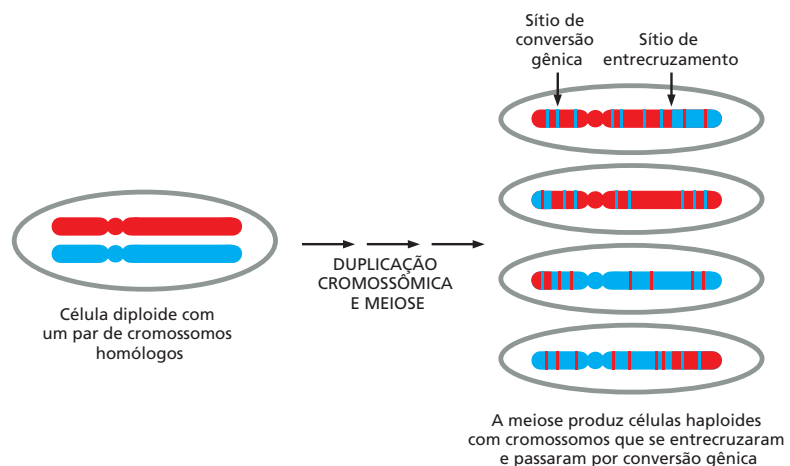 Sítio de
conversão
gênica
Sítio de
entrecruzamento
DUPLICAÇÃO
CROMOSSÔMICA
E MEIOSE
Célula diploide com
um par de cromossomos
homólogos
A meiose produz células haploides
com cromossomos que se entrecruzaram
e passaram por conversão gênica